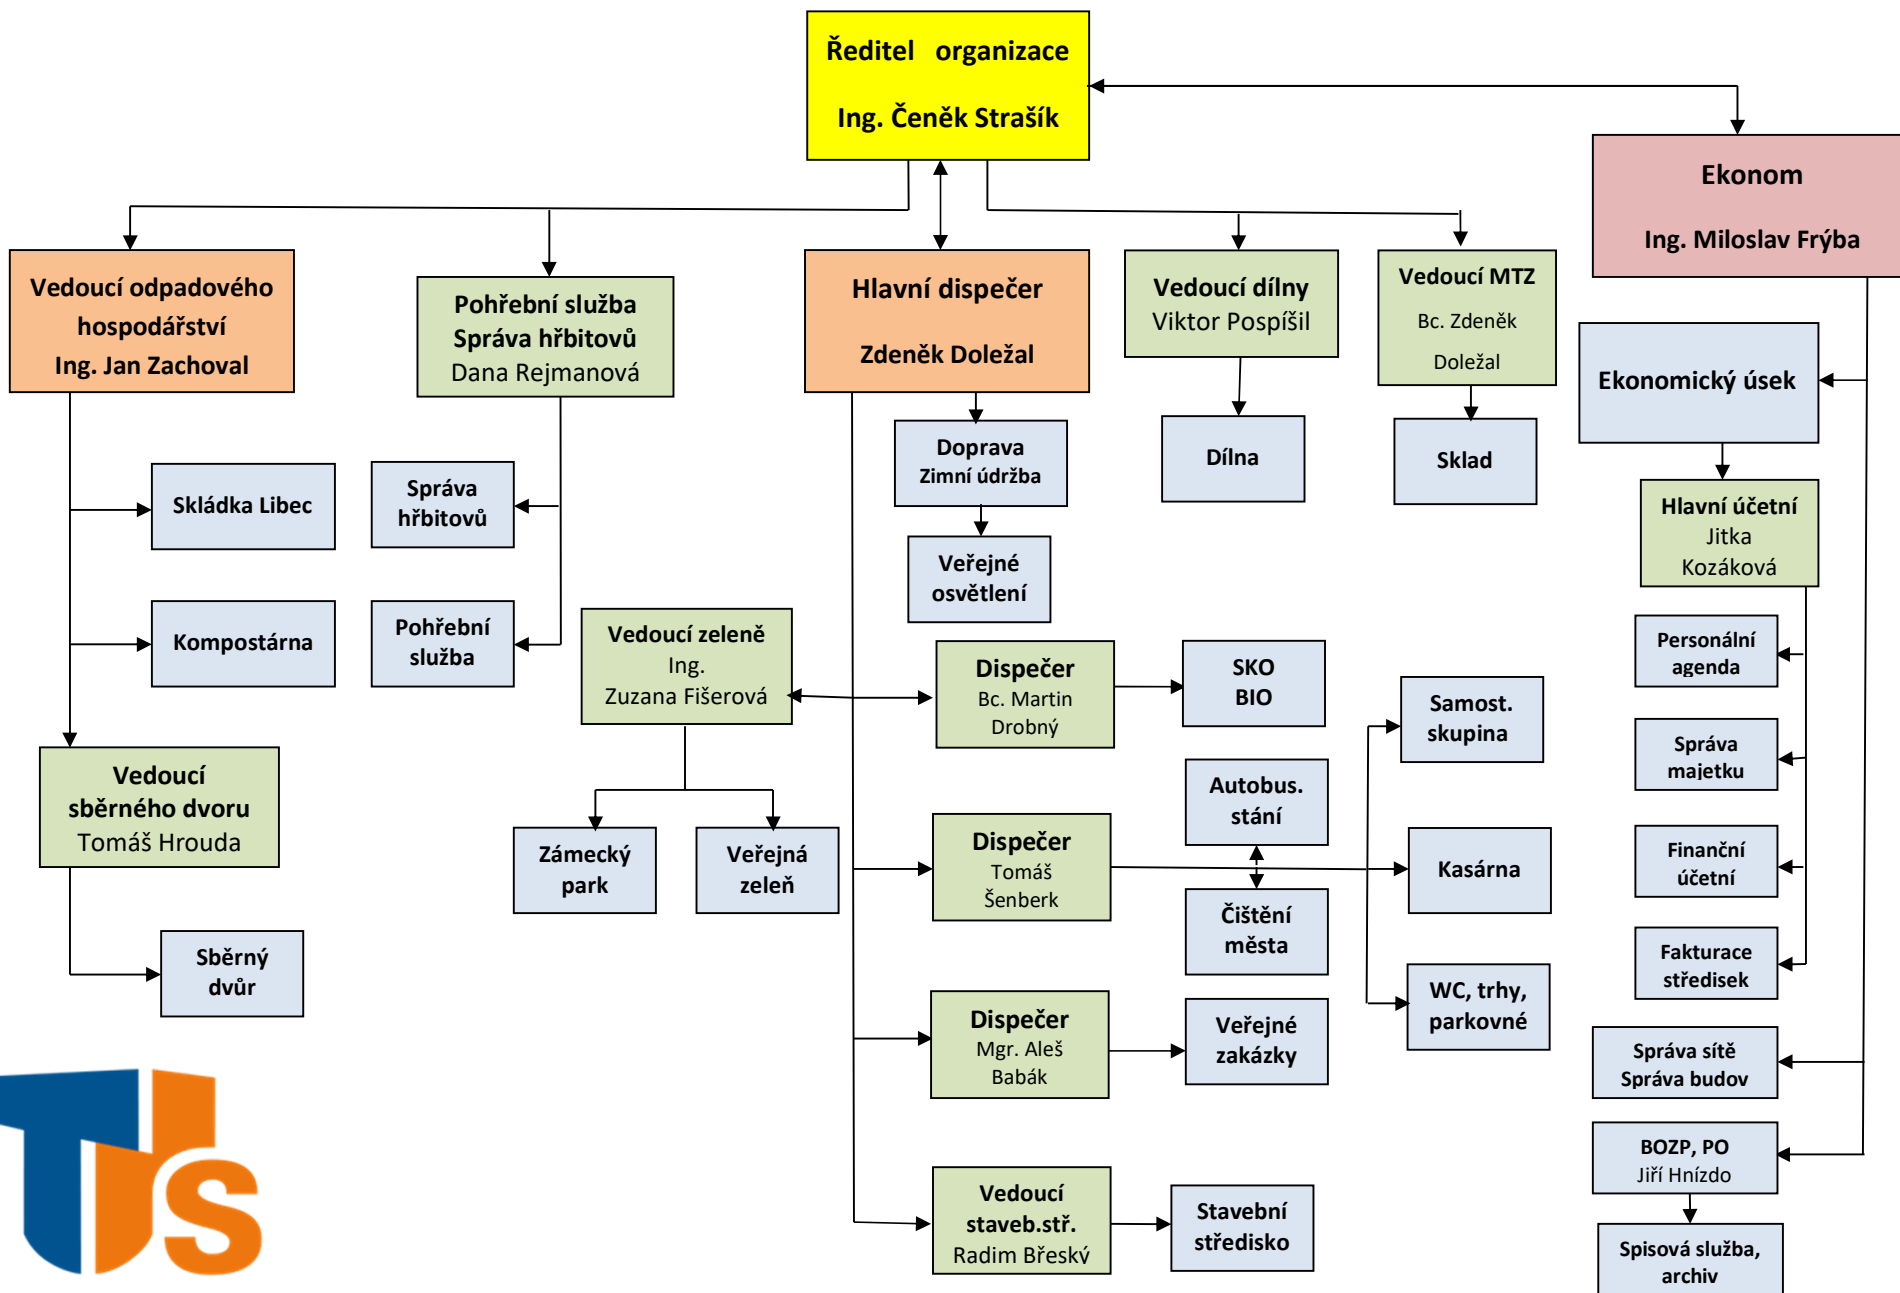 Ředitel organizace
Ing. Čeněk Strašík
Ekonom
Ing. Miloslav Frýba
Vedoucí odpadového
hospodářství
Ing. Jan Zachoval
Pohřební služba
Správa hřbitovů
Dana Rejmanová
Hlavní dispečer
Zdeněk Doležal
Vedoucí dílny
Viktor Pospíšil
Vedoucí MTZ
Bc. Zdeněk
Doležal
Ekonomický úsek
Skládka Libec
Správa
hřbitovů
Doprava
Zimní údržba
Dílna
Sklad
Hlavní účetní
Jitka
Kozáková
Veřejné
osvětlení
Kompostárna
Pohřební
služba
Vedoucí zeleně
Ing.
Zuzana Fišerová
Dispečer
Bc. Martin
Drobný
SKO
BIO
Samost.
skupina
Personální
agenda
Vedoucí
sběrného dvoru
Tomáš Hrouda
Zámecký
park
Veřejná
zeleň
Dispečer
Tomáš
Šenberk
Autobus.
stání
Kasárna
Správa
majetku
Finanční
účetní
Čištění
města
Sběrný
dvůr
WC, trhy,
parkovné
Fakturace
středisek
Dispečer
Mgr. Aleš
Babák
Veřejné
zakázky
Správa sítě
Správa budov
BOZP, PO
Jiří Hnízdo
Vedoucí
staveb.stř.
Radim Břeský
Stavební
středisko
Spisová služba,
archiv
TS